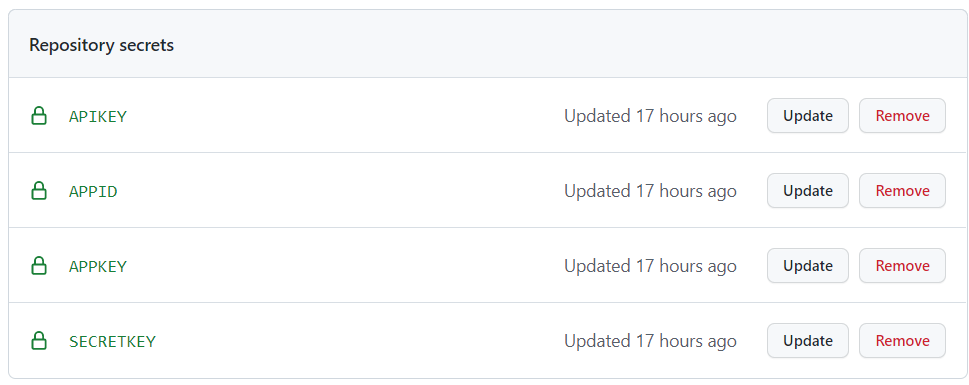 Repository secrets
APIKEY Updated 17 hours ago Update Remove
APPID Updated 17 hours ago Update Remove
APPKEY Updated 17 hours ago Update Remove
SECRETKEY Updated 17 hours ago Update Remove